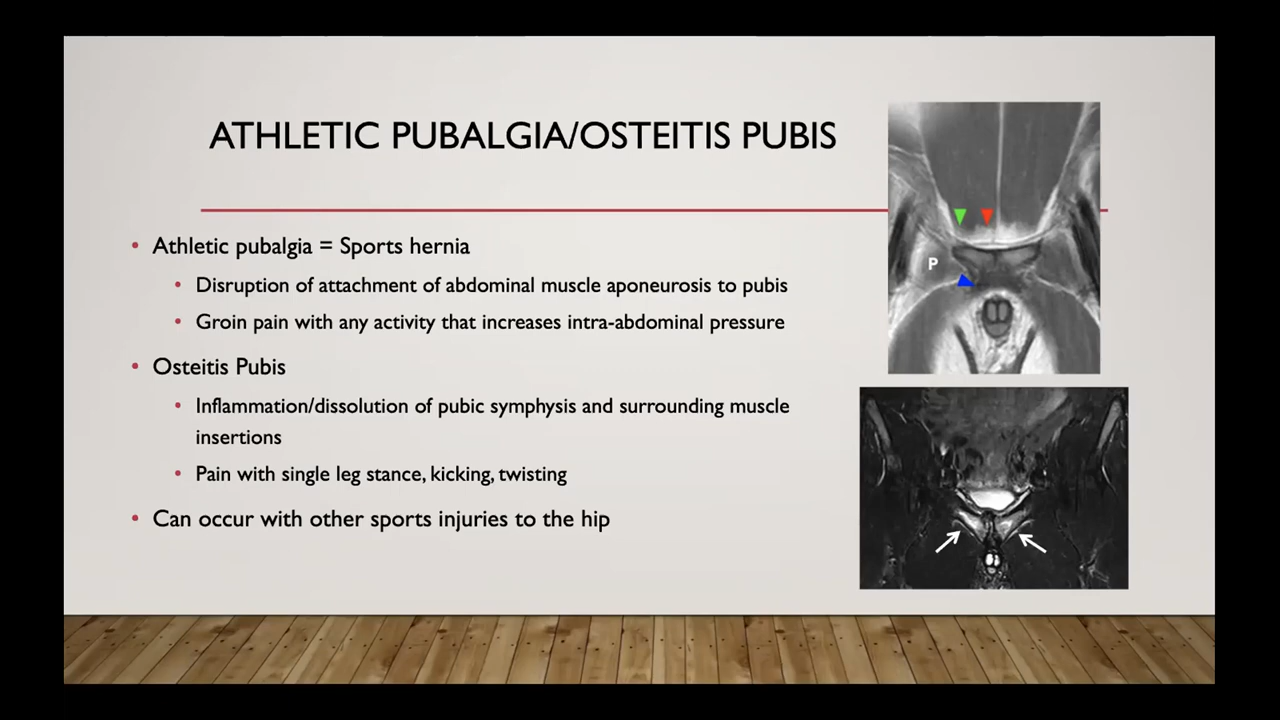 ATHLETIC PUBALGIA/OSTEITIS PUBIS
• Athletic pubalgia = Sports hernia
• Disruption of attachment of abdominal muscle aponeurosis to pubis
• Groin pain with any activity that increases intra-abdominal pressure
• Osteitis Pubis
• Inflammation/dissolution of pubic symphysis and surrounding muscle
insertions
• Pain with single leg stance, kicking, twisting
• Can occur with other sports injuries to the hip
P